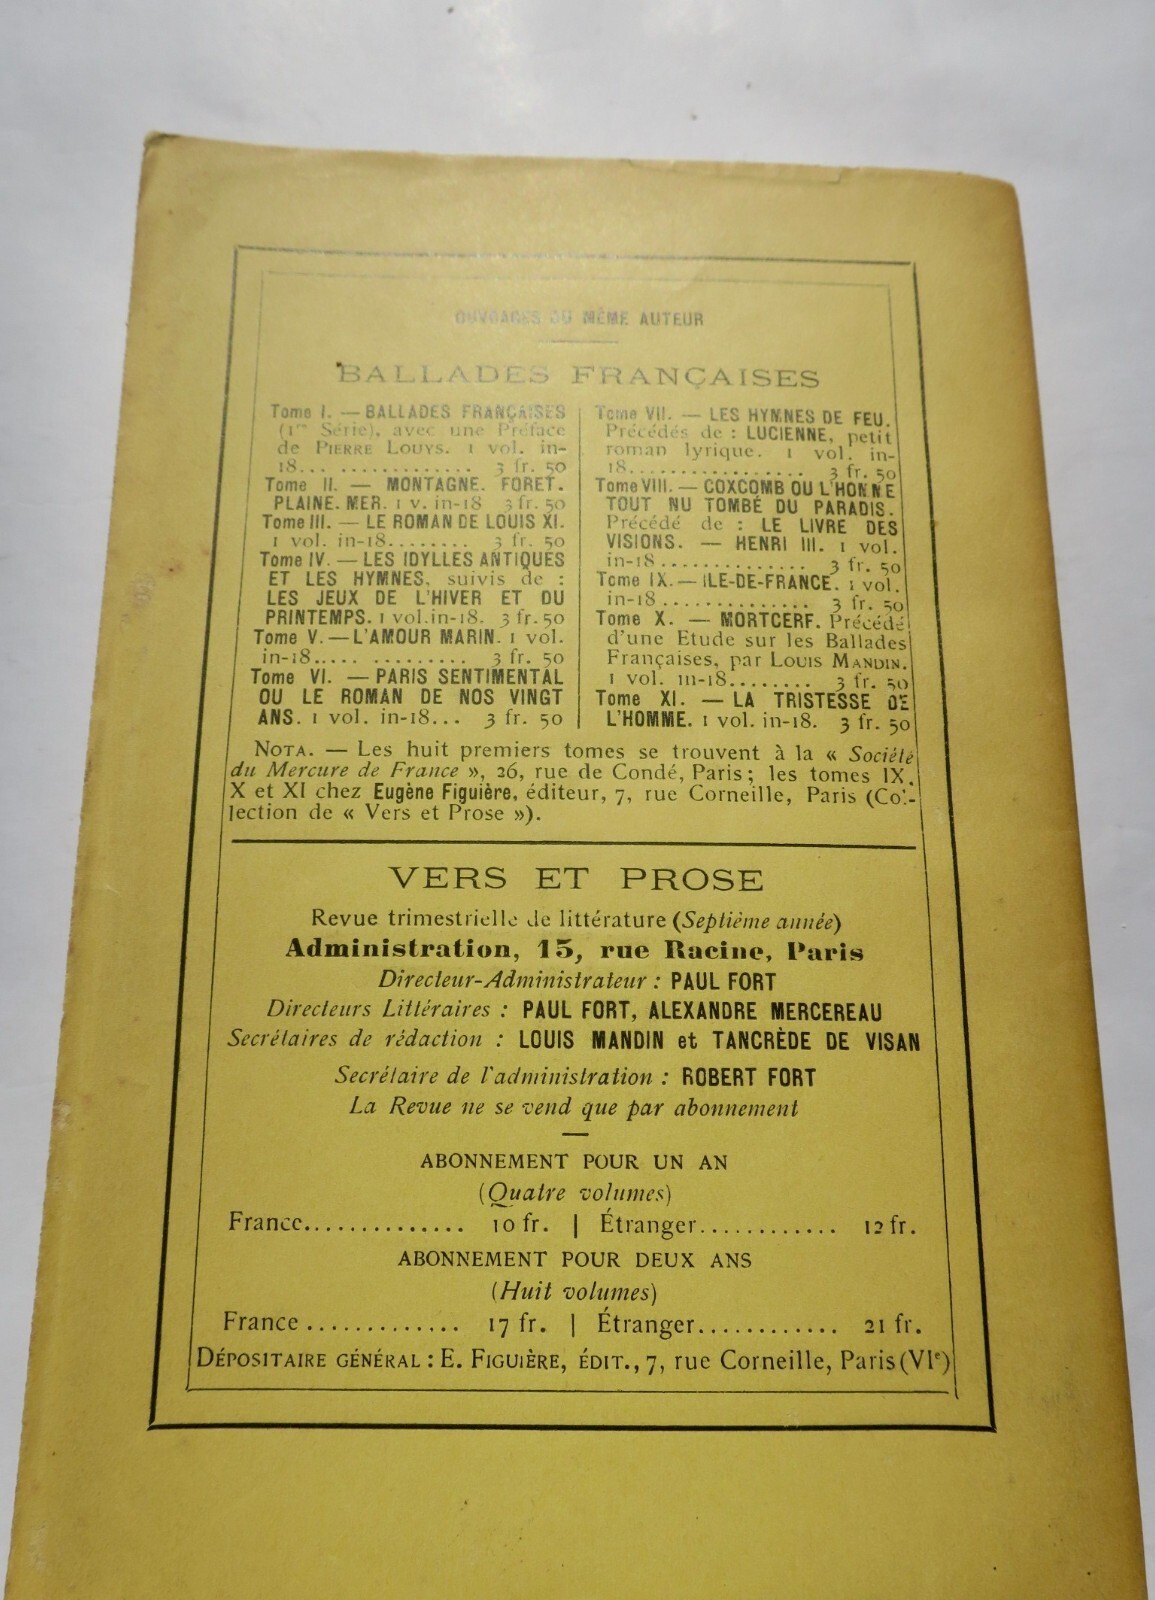 OUVRAGES DU MÊME AUTEUR
BALLADES FRANÇAISES
Tome I. — BALLADES FRANÇAISES
(1re Série), avec une Préface
de PIERRE LOUYS. 1 vol. in-
18... .............. 3 fr. 50
Tome II. — MONTAGNE. FORET.
PLAINE. MER. 1 v. in-18 3 fr. 50
Tome III. — LE ROMAN DE LOUIS XI.
1 vol. in-18........ 3 fr. 50
Tome IV. — LES IDYLLES ANTIQUES
ET LES HYMNES, suivis de :
LES JEUX DE L'HIVER ET DU
PRINTEMPS. 1 vol. in-18. 3 fr. 50
Tome V. — L'AMOUR MARIN. 1 vol.
in-18..... .......... 3 fr. 50
Tome VI. — PARIS SENTIMENTAL
OU LE ROMAN DE NOS VINGT
ANS. 1 vol. in-18... 3 fr. 50
Tome VII. — LES HYMNES DE FEU.
Précédés de : LUCIENNE, petit
roman lyrique. 1 vol. in-
18................. 3 fr. 50
Tome VIII. — COXCOMB OU L'HOMME
TOUT NU TOMBÉ DU PARADIS.
Précédé de : LE LIVRE DES
VISIONS. — HENRI III. 1 vol.
in-18.............. 3 fr. 50
Tome IX. — ILE-DE-FRANCE. 1 vol.
in-18.............. 3 fr. 50
Tome X. — MORTCERF. Précédé
d'une Etude sur les Ballades
Françaises, par LOUIS MANDIN.
1 vol. in-18........ 3 fr. 50
Tome XI. — LA TRISTESSE DE
L'HOMME. 1 vol. in-18. 3 fr. 50
NOTA. — Les huit premiers tomes se trouvent à la « Société
du Mercure de France », 26, rue de Condé, Paris ; les tomes IX,
X et XI chez Eugène Figuière, éditeur, 7, rue Corneille, Paris (Col-
lection de « Vers et Prose »).
VERS ET PROSE
Revue trimestrielle de littérature (Septième année)
Administration, 15, rue Racine, Paris
Directeur-Administrateur : PAUL FORT
Directeurs Littéraires : PAUL FORT, ALEXANDRE MERCEREAU
Secrétaires de rédaction : LOUIS MANDIN et TANCRÈDE DE VISAN
Secrétaire de l'administration : ROBERT FORT
La Revue ne se vend que par abonnement
ABONNEMENT POUR UN AN
(Quatre volumes)
France.............. 10 fr. | Étranger............ 12 fr.
ABONNEMENT POUR DEUX ANS
(Huit volumes)
France ............. 17 fr. | Étranger............ 21 fr.
DÉPOSITAIRE GÉNÉRAL : E. FIGUIÈRE, ÉDIT., 7, rue Corneille, Paris (VIe)